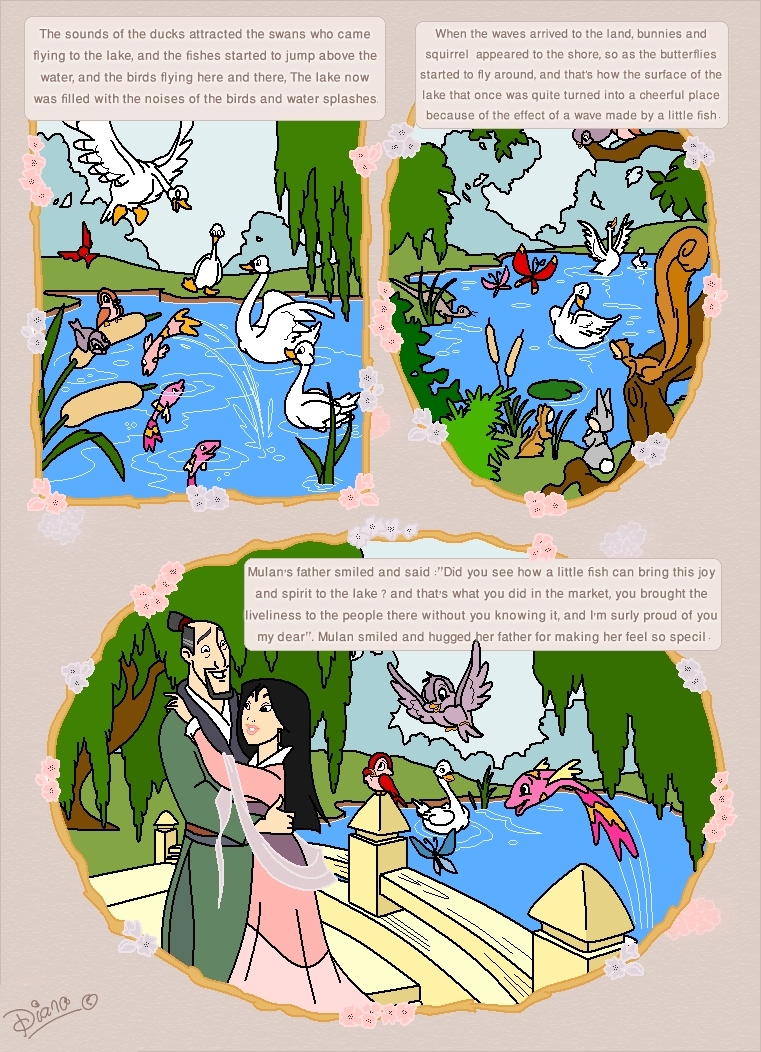 The sounds of the ducks attracted the swans who came
flying to the lake, and the fishes started to jump above the
water, and the birds flying here and there, The lake now
was filled with the noises of the birds and water splashes.
When the waves arrived to the land, bunnies and
squirrel appeared to the shore, so as the butterflies
started to fly around, and that's how the surface of the
lake that once was quite turned into a cheerful place
because of the effect of a wave made by a little fish.
Mulan's father smiled and said :"Did you see how a little fish can bring this joy
and spirit to the lake ? and that's what you did in the market, you brought the
liveliness to the people there without you knowing it, and I'm surly proud of you
my dear". Mulan smiled and hugged her father for making her feel so specil.
Diana